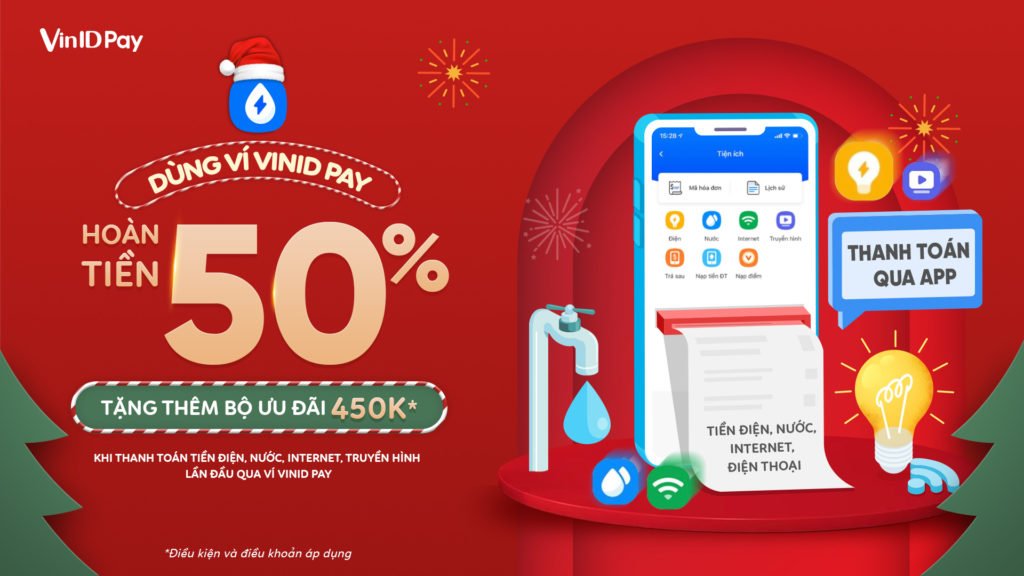 VinID Pay
DÙNG VÍ VINID PAY
HOÀN
TIỀN
50%
TẶNG THÊM BỘ ƯU ĐÃI 450K*
KHI THANH TOÁN TIỀN ĐIỆN, NƯỚC, INTERNET, TRUYỀN HÌNH
LẦN ĐẦU QUA VÍ VINID PAY
*Điều kiện và điều khoản áp dụng
15:28
Tiện ích
Mã hóa đơn
Lịch sử
Điện Nước Internet Truyền hình
Trả sau Nạp tiền ĐT Nạp điểm
THANH TOÁN
QUA APP
TIỀN ĐIỆN, NƯỚC,
INTERNET,
ĐIỆN THOẠI